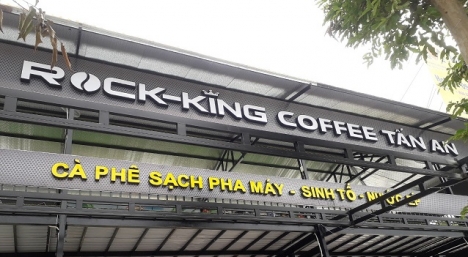 ROCK-KING COFFEE TÂN AN
CÀ PHÊ SẠCH PHA MÁY - SINH TỐ -